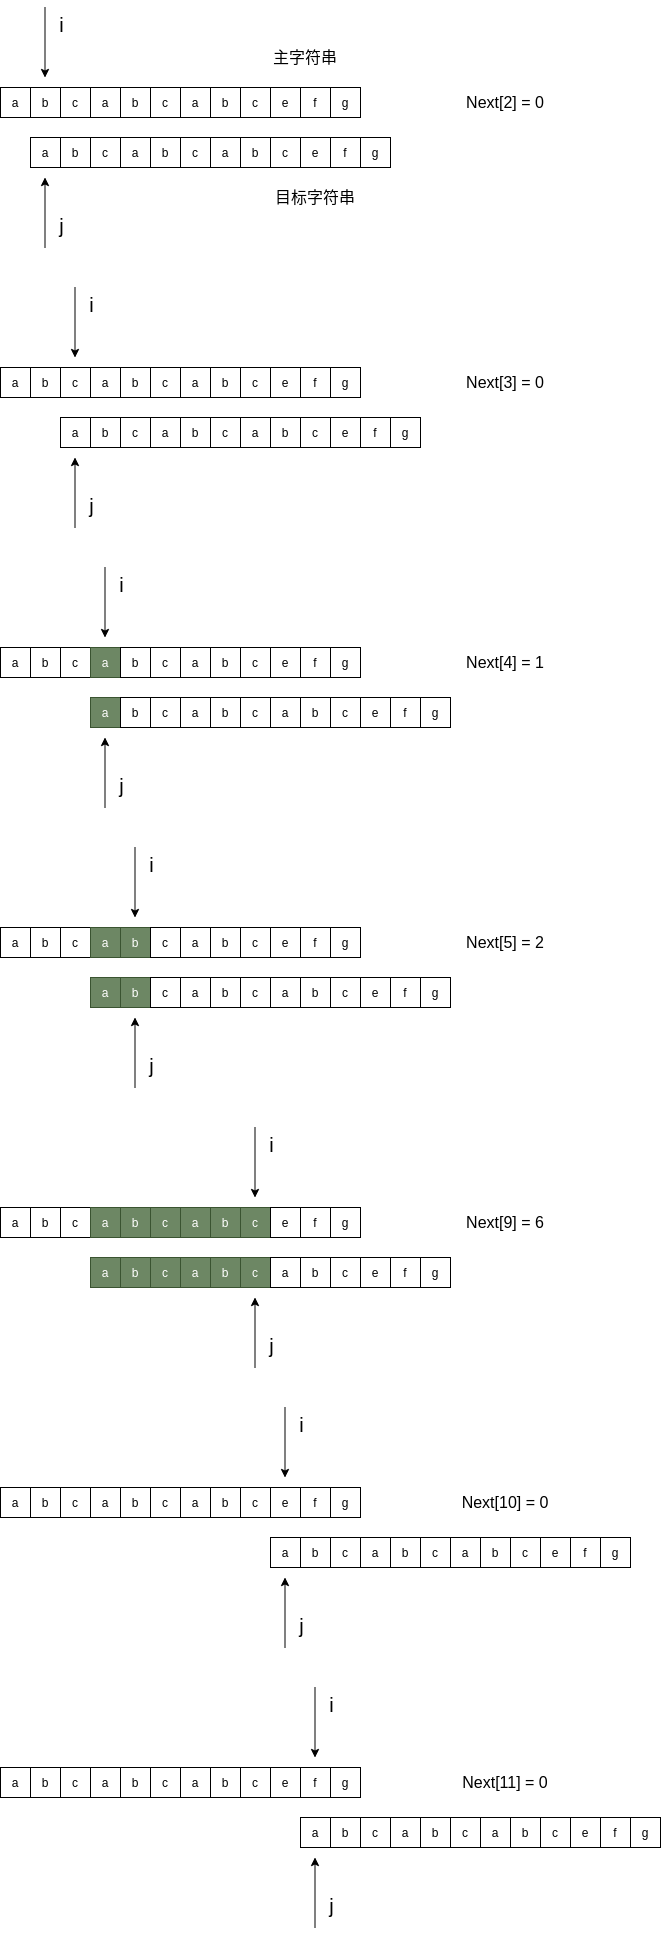 i
主字符串
a b c a b c a b c e f g Next[2] = 0
a b c a b c a b c e f g
目标字符串
j
i
a b c a b c a b c e f g Next[3] = 0
a b c a b c a b c e f g
j
i
a b c a b c a b c e f g Next[4] = 1
a b c a b c a b c e f g
j
i
a b c a b c a b c e f g Next[5] = 2
a b c a b c a b c e f g
j
i
a b c a b c a b c e f g Next[9] = 6
a b c a b c a b c e f g
j
i
a b c a b c a b c e f g Next[10] = 0
a b c a b c a b c e f g
j
i
a b c a b c a b c e f g Next[11] = 0
a b c a b c a b c e f g
j